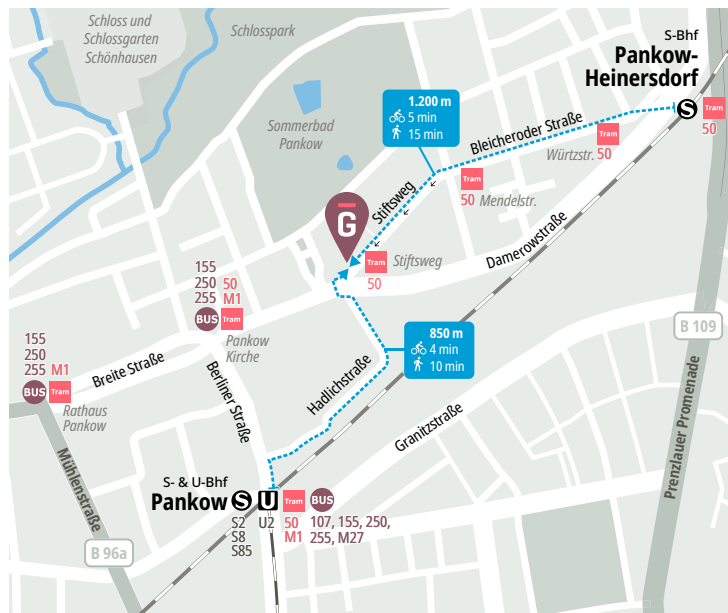 Schloss und
Schlossgarten
Schönhausen
Schlosspark
S-Bhf
Pankow-
Heinersdorf
S
Tram
50
Sommerbad
Pankow
1.200 m
5 min
15 min
Bleicheroder Straße
Tram
Würtzstr. 50
Tram
50 Mendelstr.
Stiftsweg
G
Damerowstraße
Tram
Stiftsweg
50
155
250 50
255 M1
BUS Tram
Pankow
Kirche
155
250
255 M1
BUS Tram
Rathaus
Pankow
Breite Straße
Berliner Straße
850 m
4 min
10 min
B 109
Hadlichstraße
Granitzstraße
Prenzlauer Promenade
Mühlenstraße
B 96a
S- & U-Bhf
Pankow S U Tram BUS
S2 U2 50 107, 155, 250,
S8 M1 255, M27
S85